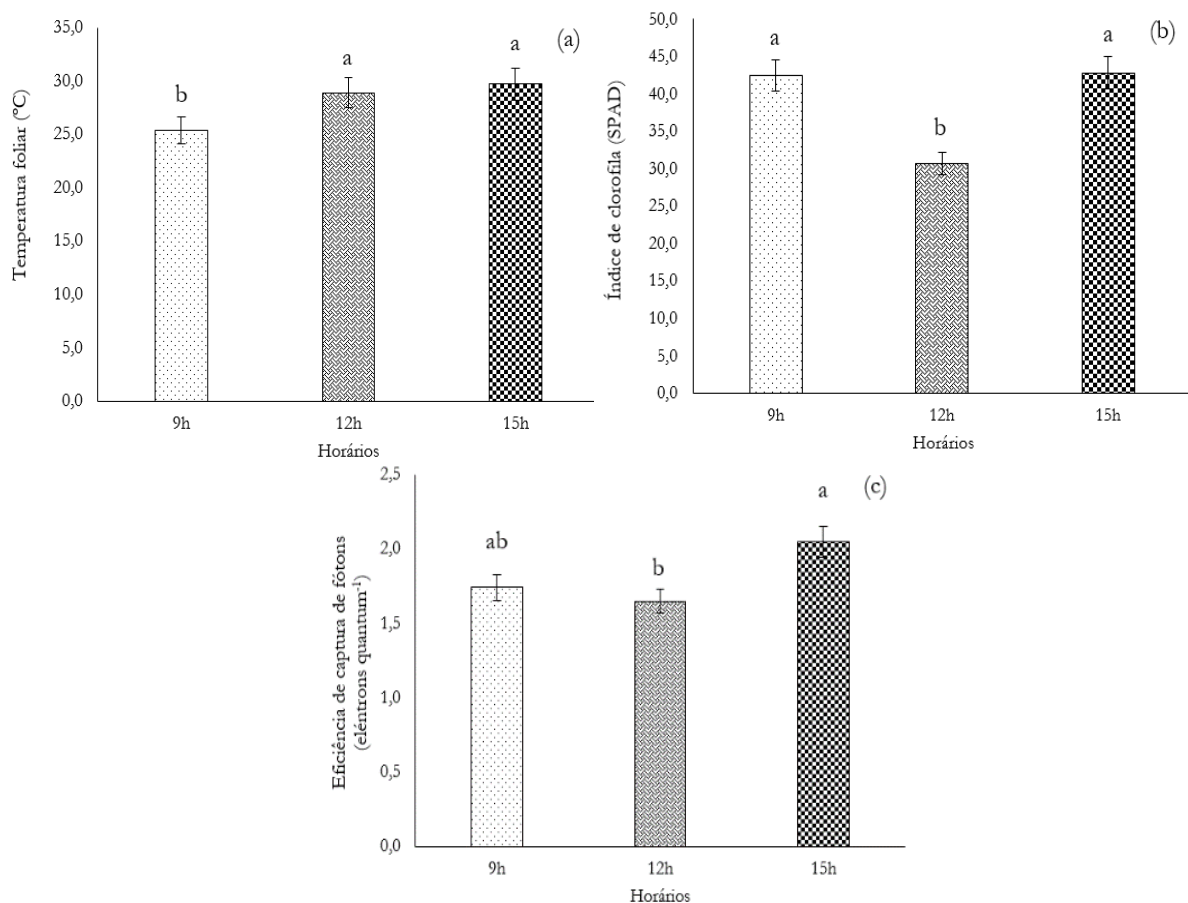 35,0
30,0
25,0
20,0
15,0
10,0
5,0
0,0
Temperatura foliar (°C)
b
a
a
(a)
9h
12h
15h
Horários
50,0
45,0
40,0
35,0
30,0
25,0
20,0
15,0
10,0
5,0
0,0
Índice de clorofila (SPAD)
a
b
a
(b)
9h
12h
15h
Horários
2,5
2,0
1,5
1,0
0,5
0,0
Eficiência de captura de fótons
(eléntrons quantum⁻¹)
ab
b
a
(c)
9h
12h
15h
Horários